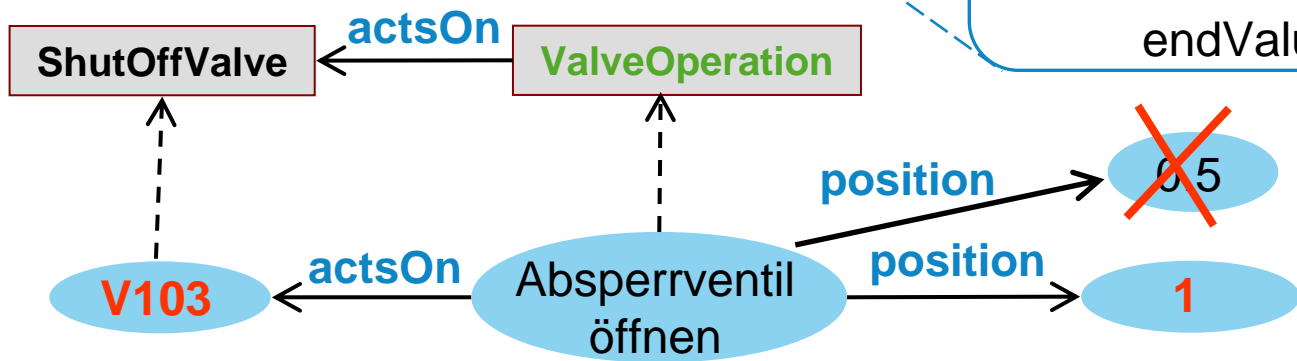 actsOn
ShutOffValve
ValveOperation
endValu
position
0.5
actsOn
position
V103
Absperrventil
öffnen
1